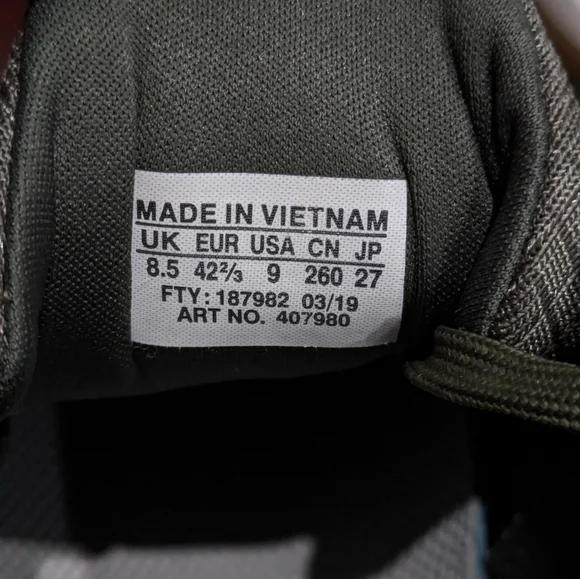 MADE IN VIETNAM
UK EUR USA CN JP
8.5 42⅔ 9 260 27
FTY: 187982 03/19
ART NO. 407980